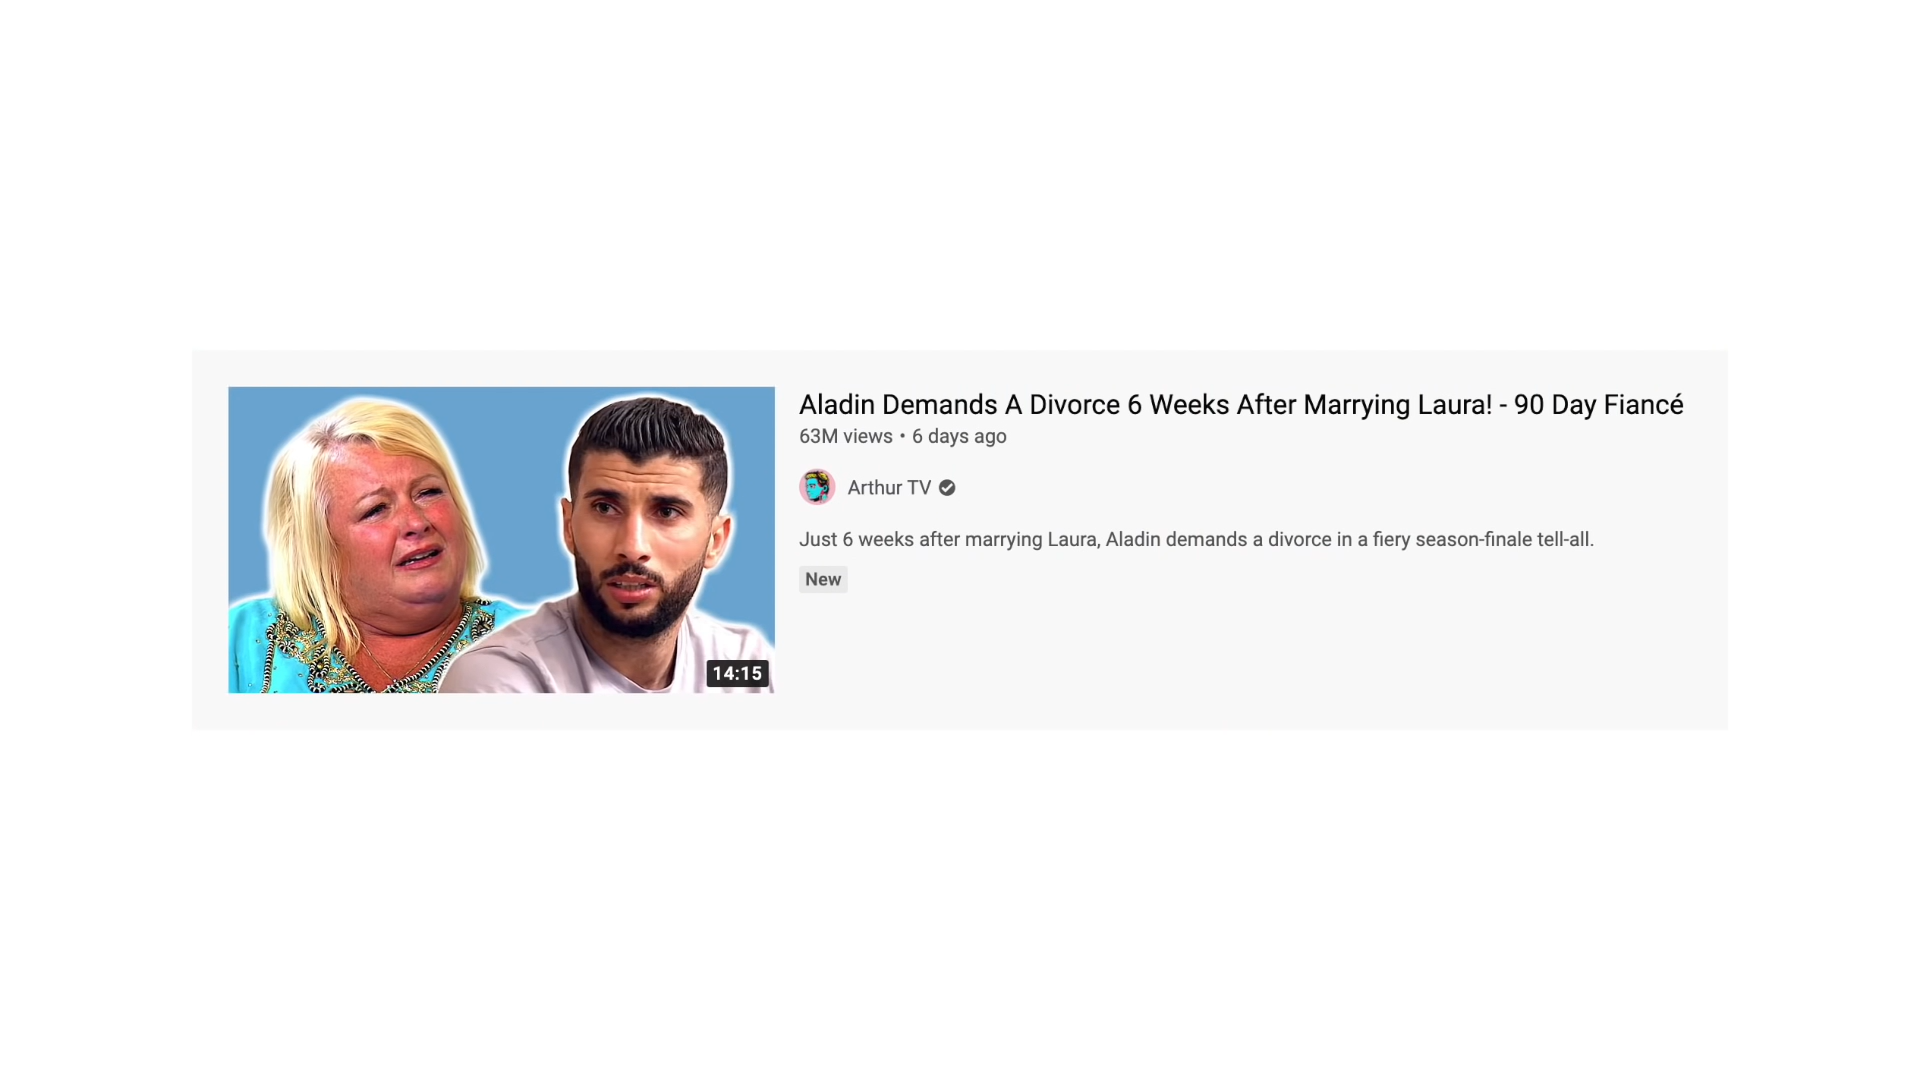 Aladin Demands A Divorce 6 Weeks After Marrying Laura! - 90 Day Fiancé
63M views • 6 days ago
Arthur TV
Just 6 weeks after marrying Laura, Aladin demands a divorce in a fiery season-finale tell-all.
New
14:15